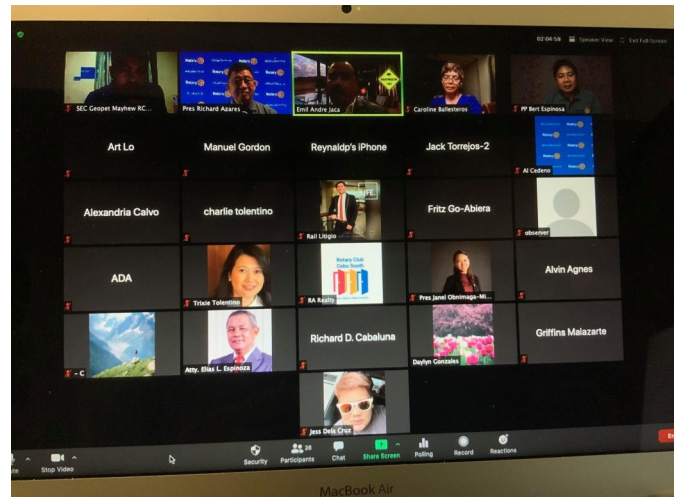 02:04:59 Speaker View Exit Full Screen
SEC Geopet Mayhew RC...
Pres Richard Azares
Emil Andre Jaca
Caroline Ballesteros
PP Bert Espinosa
Art Lo
Manuel Gordon
Reynaldp's iPhone
Jack Torrejos-2
Al Cedeno
Alexandria Calvo
charlie tolentino
Rail Litigio
Fritz Go-Abiera
observer
ADA
Trixie Tolentino
Rotary Club
Cebu South
RA Realty
Pres Janel Obnimaga-Mi...
Alvin Agnes
- C
Atty. Elias L. Espinoza
Richard D. Cabaluna
Daylyn Gonzales
Griffins Malazarte
Jess Dela Cruz
Stop Video
Security
Participants 28
Chat
Share Screen
Polling
Record
Reactions
MacBook Air